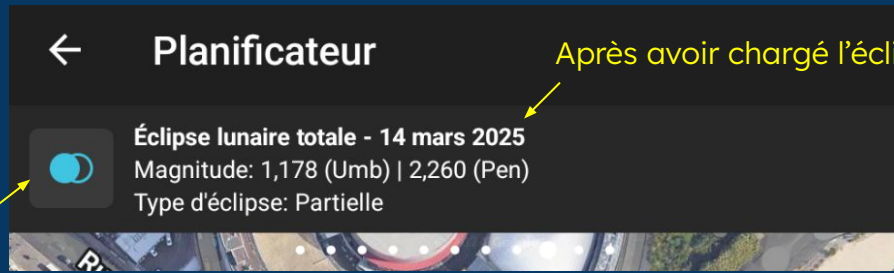 Planificateur
Après avoir chargé l'écli
Éclipse lunaire totale - 14 mars 2025
Magnitude: 1,178 (Umb) | 2,260 (Pen)
Type d'éclipse: Partielle